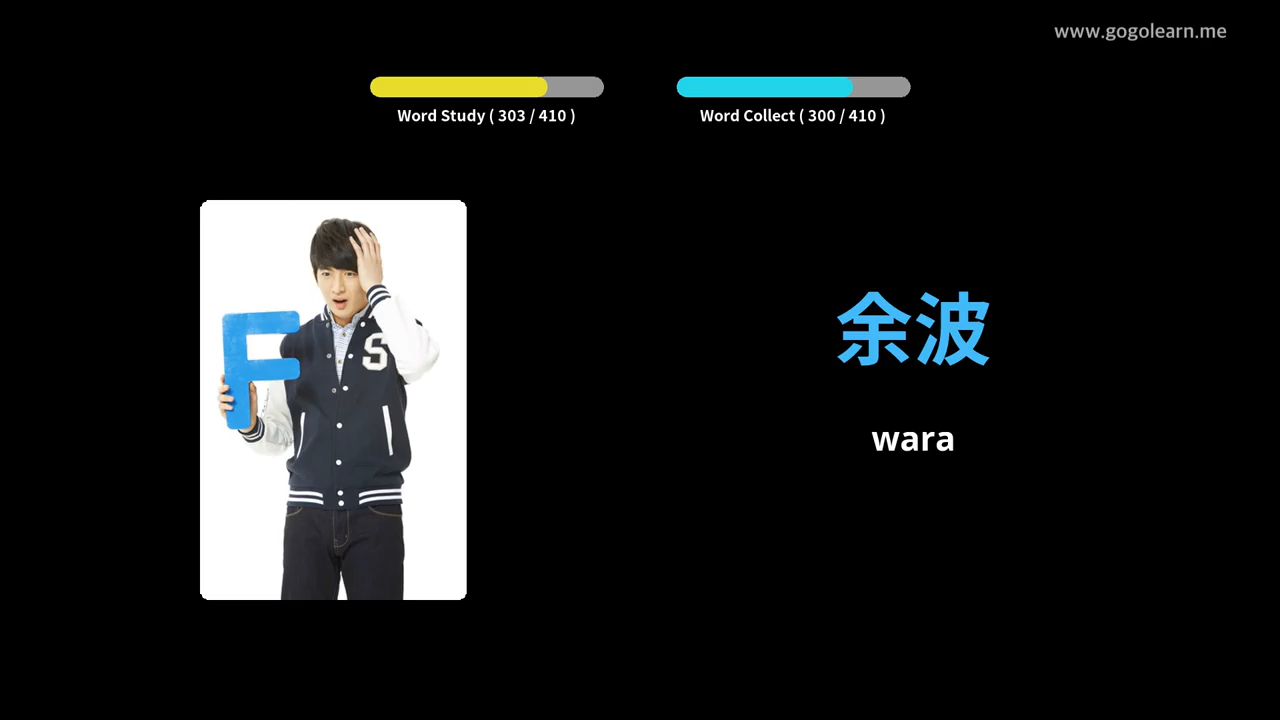 www.gogolearn.me
Word Study ( 303 / 410 )
Word Collect ( 300 / 410 )
F
S
余波
wara